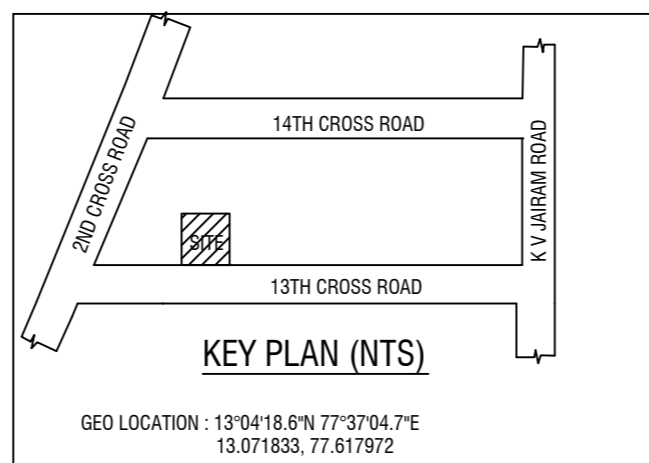 14TH CROSS ROAD
2ND CROSS ROAD
K V JAIRAM ROAD
SITE
13TH CROSS ROAD
KEY PLAN (NTS)
GEO LOCATION : 13°04'18.6"N 77°37'04.7"E
13.071833, 77.617972